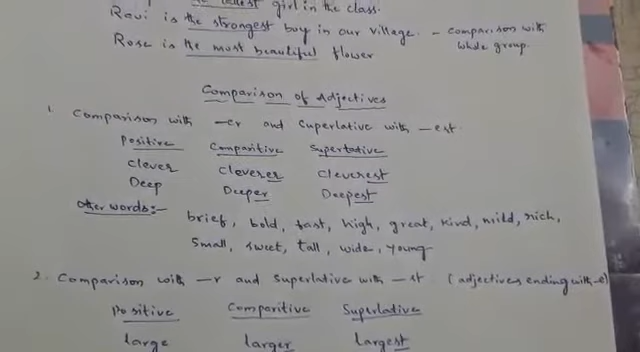 tallest girl in the class.
Ravi is the strongest boy in our village. - comparison with whole group.
Rose is the most beautiful flower
Comparison of Adjectives
1. Comparison with -er and Superlative with -est.
Positive Comparitive Superlative
clever cleverer cleverest
Deep Deeper Deepest
Other words:- brief, bold, fast, high, great, kind, mild, rich,
small, sweet, tall, wide, young
2. Comparison with -r and Superlative with -st (adjectives ending with -e)
Positive Comparitive Superlative
large larger largest